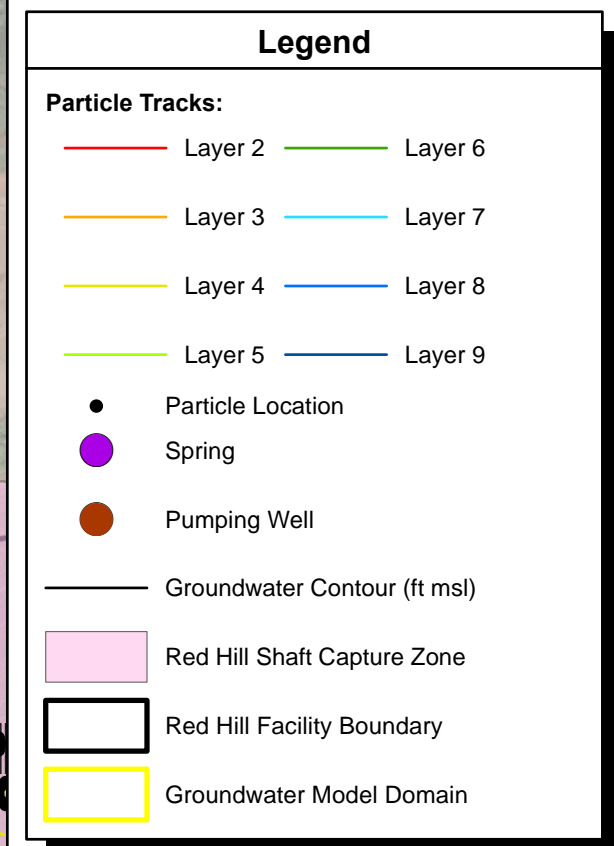 Legend
Particle Tracks:
Layer 2 Layer 6
Layer 3 Layer 7
Layer 4 Layer 8
Layer 5 Layer 9
Particle Location
Spring
Pumping Well
Groundwater Contour (ft msl)
Red Hill Shaft Capture Zone
Red Hill Facility Boundary
Groundwater Model Domain